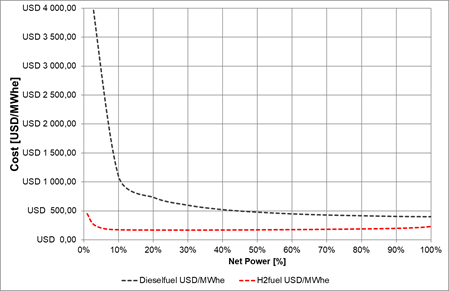 USD 4 000,00
USD 3 500,00
USD 3 000,00
USD 2 500,00
USD 2 000,00
USD 1 500,00
USD 1 000,00
USD 500,00
USD 0,00
Cost [USD/MWhe]
0% 10% 20% 30% 40% 50% 60% 70% 80% 90% 100%
Net Power [%]
Dieselfuel USD/MWhe H2fuel USD/MWhe